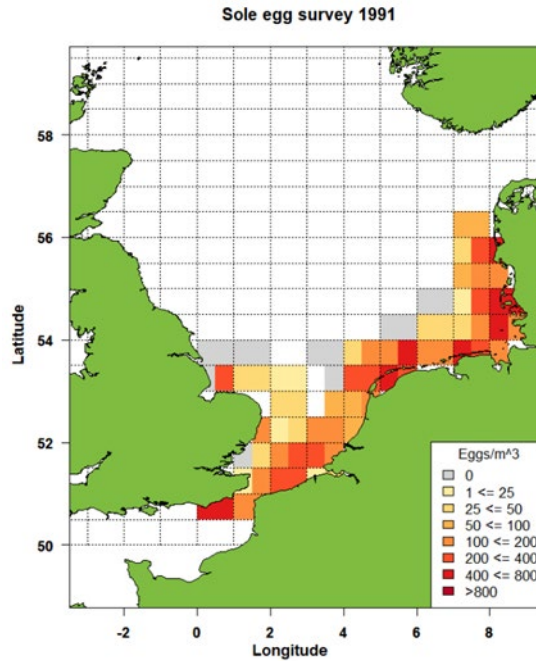 Sole egg survey 1991
58
56
54
52
50
Latitude
-2 0 2 4 6 8
Longitude
Eggs/m^3
0
1 <= 25
25 <= 50
50 <= 100
100 <= 200
200 <= 400
400 <= 800
>800